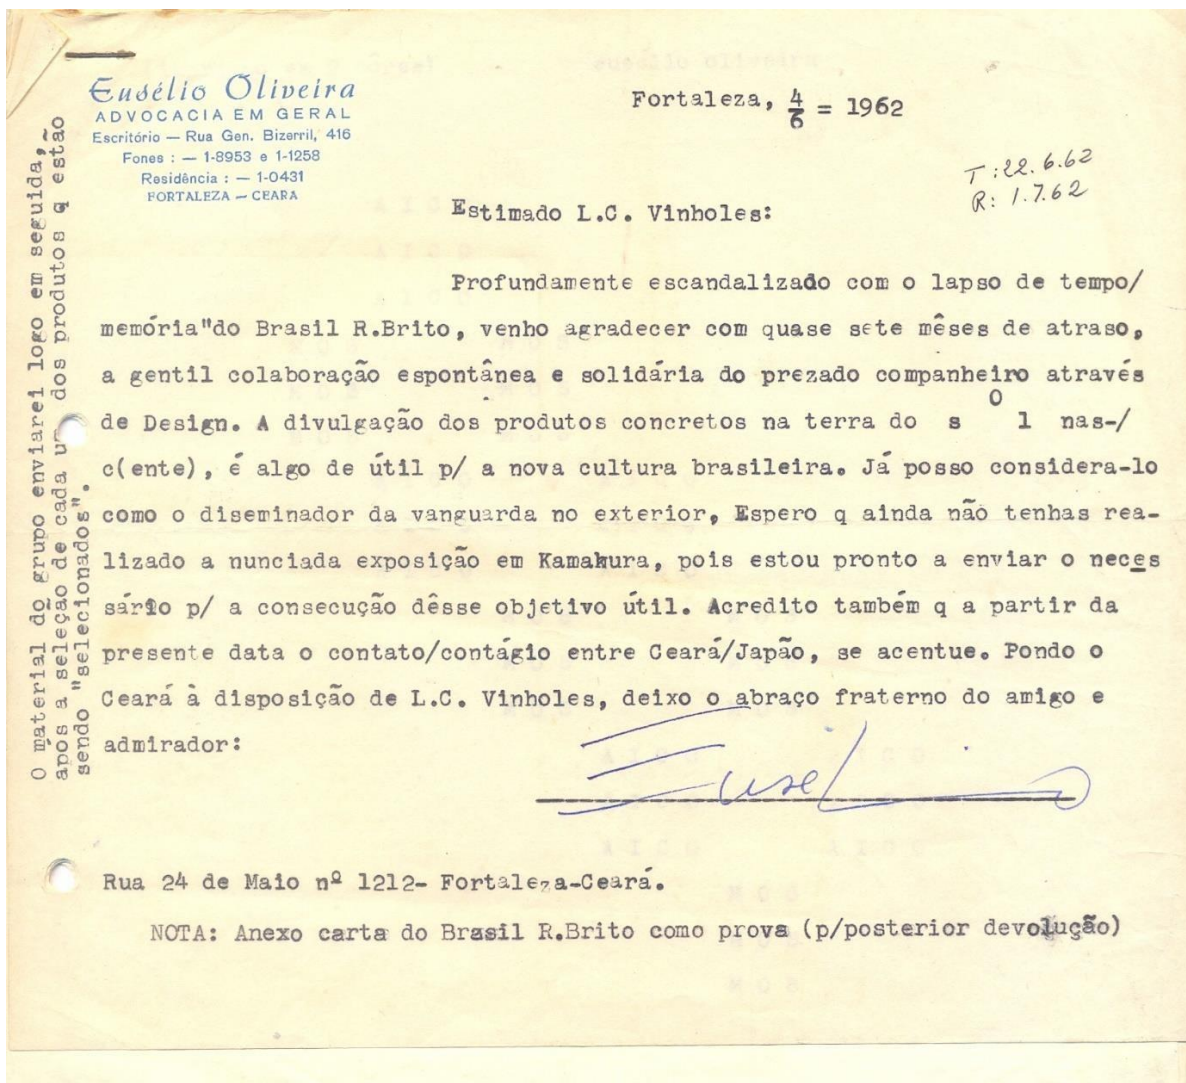 Eusélio Oliveira
ADVOCACIA EM GERAL
Escritório — Rua Gen. Bizerril, 416
Fones : — 1-8953 e 1-1258
Residência : — 1-0431
FORTALEZA — CEARA
Fortaleza, 4/6 = 1962
T: 22.6.62
R: 1.7.62
Estimado L.C. Vinholes:
Profundamente escandalizado com o lapso de tempo/
memória"do Brasil R.Brito, venho agradecer com quase sete mêses de atraso,
a gentil colaboração espontânea e solidária do prezado companheiro através
de Design. A divulgação dos produtos concretos na terra do s O l nas-/
c(ente), é algo de útil p/ a nova cultura brasileira. Já posso considera-lo
como o diseminador da vanguarda no exterior, Espero q ainda não tenhas rea-
lizado a nunciada exposição em Kamakura, pois estou pronto a enviar o neces
sário p/ a consecução dêsse objetivo útil. Acredito também q a partir da
presente data o contato/contágio entre Ceará/Japão, se acentue. Pondo o
Ceará à disposição de L.C. Vinholes, deixo o abraço fraterno do amigo e
admirador:
Eusélio
Rua 24 de Maio nº 1212- Fortaleza-Ceará.
NOTA: Anexo carta do Brasil R.Brito como prova (p/posterior devolução)
O material do grupo enviarei logo em seguida,
após a seleção de cada um dos produtos q estão
sendo "selecionados".